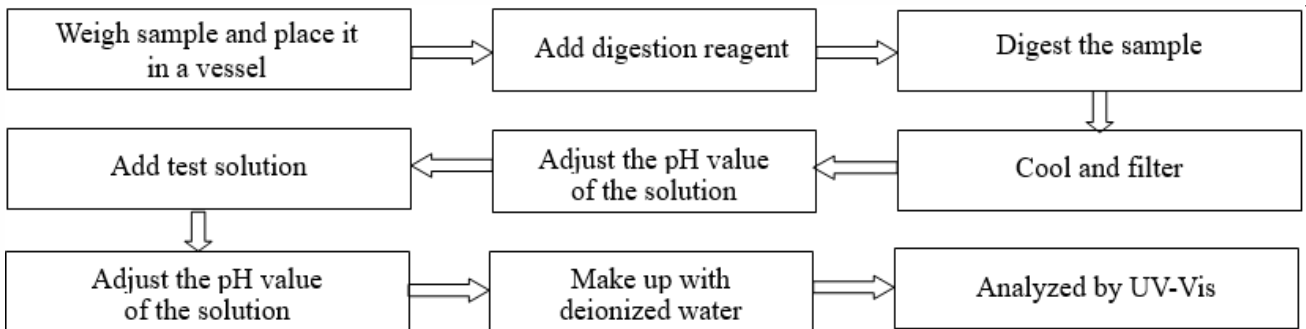 Weigh sample and place it
in a vessel
Add digestion reagent
Digest the sample
Cool and filter
Adjust the pH value
of the solution
Add test solution
Adjust the pH value
of the solution
Make up with
deionized water
Analyzed by UV-Vis